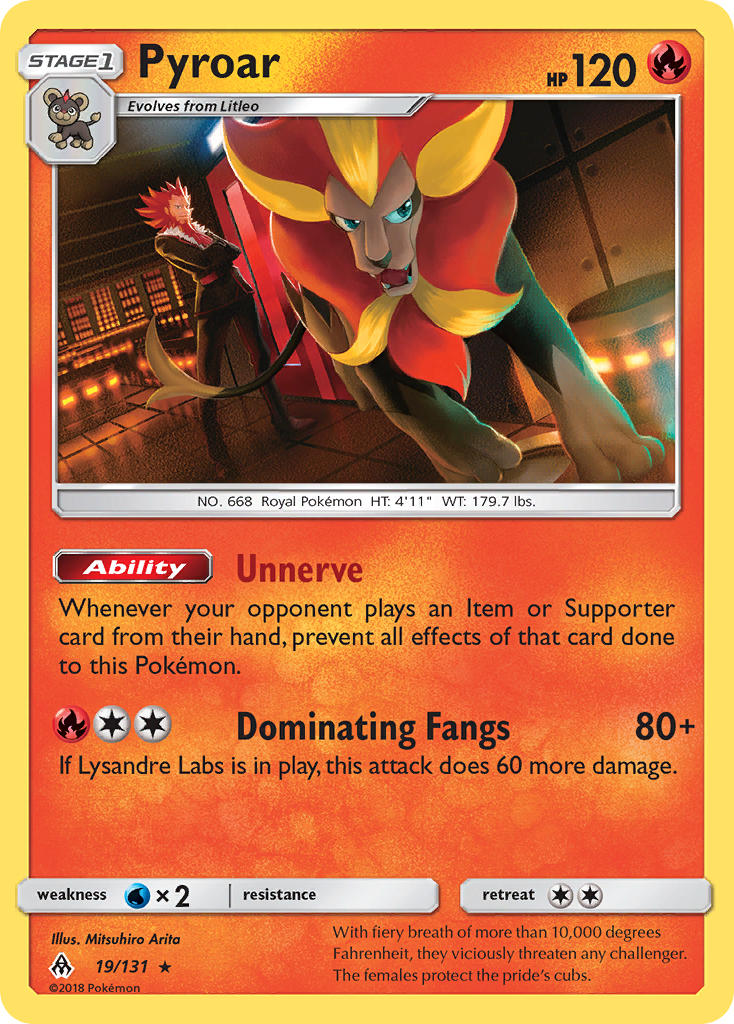 STAGE1
Pyroar
HP 120
Evolves from Litleo
NO. 668 Royal Pokémon HT: 4'11" WT: 179.7 lbs.
Ability Unnerve
Whenever your opponent plays an Item or Supporter
card from their hand, prevent all effects of that card done
to this Pokémon.
Dominating Fangs 80+
If Lysandre Labs is in play, this attack does 60 more damage.
weakness × 2 resistance retreat
Illus. Mitsuhiro Arita
19/131 ★
©2018 Pokémon
With fiery breath of more than 10,000 degrees
Fahrenheit, they viciously threaten any challenger.
The females protect the pride's cubs.